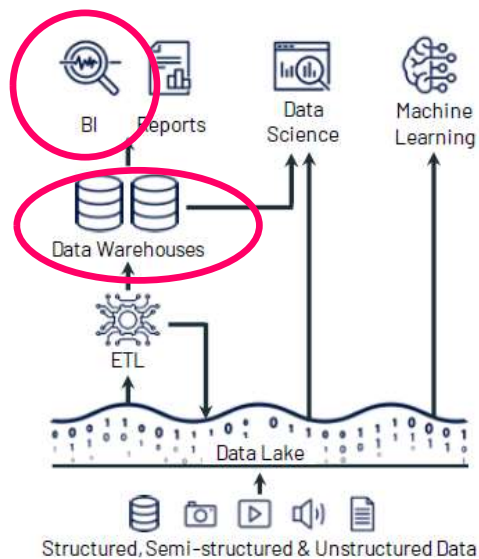 BI
Reports
Data
Science
Machine
Learning
Data Warehouses
ETL
Data Lake
Structured, Semi-structured & Unstructured Data